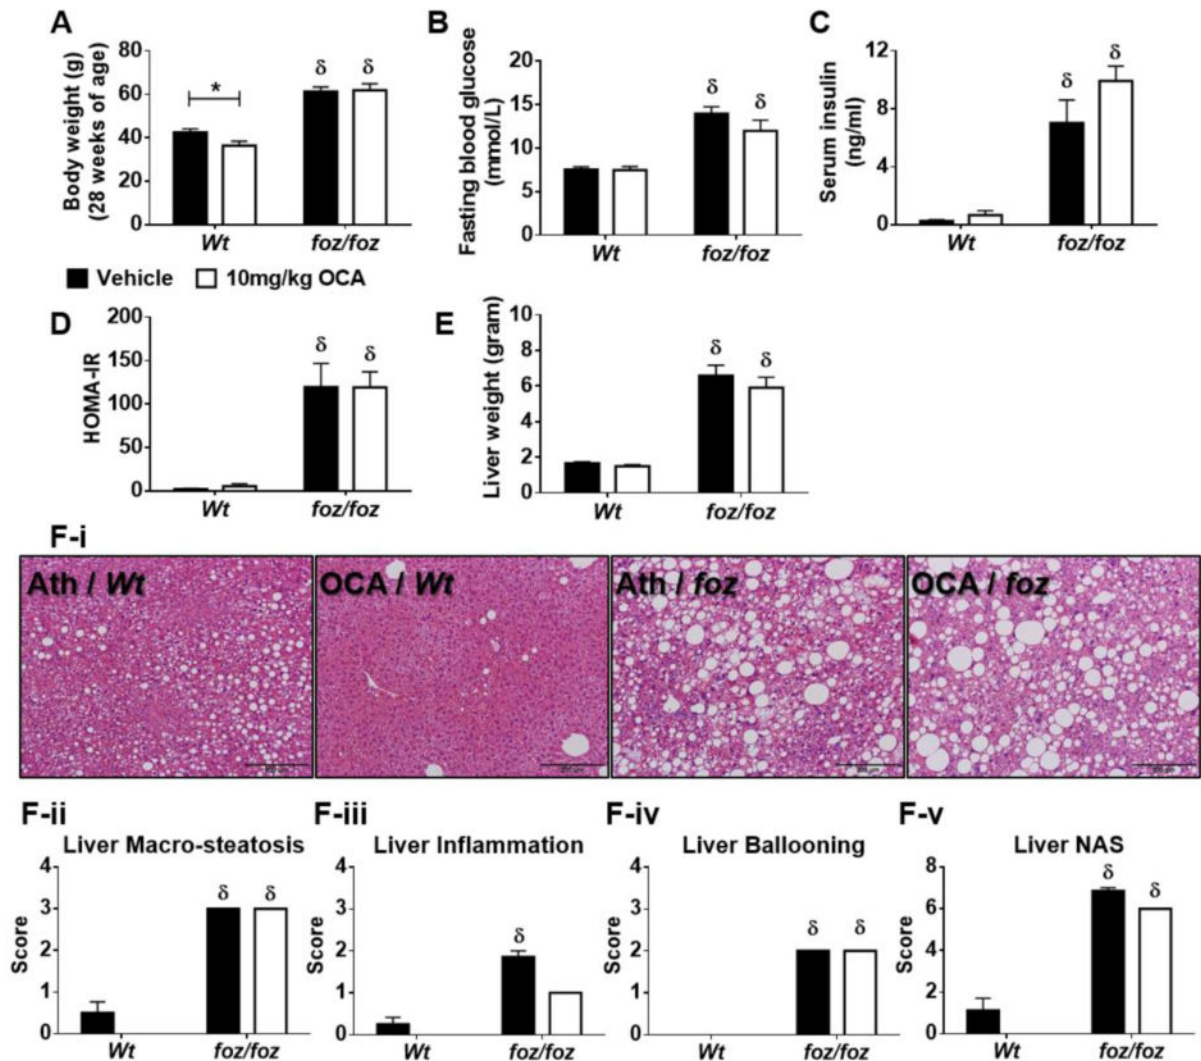 A
Body weight (g)
(28 weeks of age)
80
60
40
20
0
*
δ δ
Wt foz/foz
B
Fasting blood glucose
(mmol/L)
20
15
10
5
0
δ
δ
Wt foz/foz
C
Serum insulin
(ng/ml)
12
8
4
0
δ
δ
Wt foz/foz
Vehicle 10mg/kg OCA
D
HOMA-IR
200
150
100
50
0
δ δ
Wt foz/foz
E
Liver weight (gram)
10
8
6
4
2
0
δ
δ
Wt foz/foz
F-i
Ath / Wt
OCA / Wt
Ath / foz
OCA / foz
F-ii
Liver Macro-steatosis
Score
4
3
2
1
0
δ δ
Wt foz/foz
F-iii
Liver Inflammation
Score
4
3
2
1
0
δ
Wt foz/foz
F-iv
Liver Ballooning
Score
4
3
2
1
0
δ δ
Wt foz/foz
F-v
Liver NAS
Score
8
6
4
2
0
δ
δ
Wt foz/foz